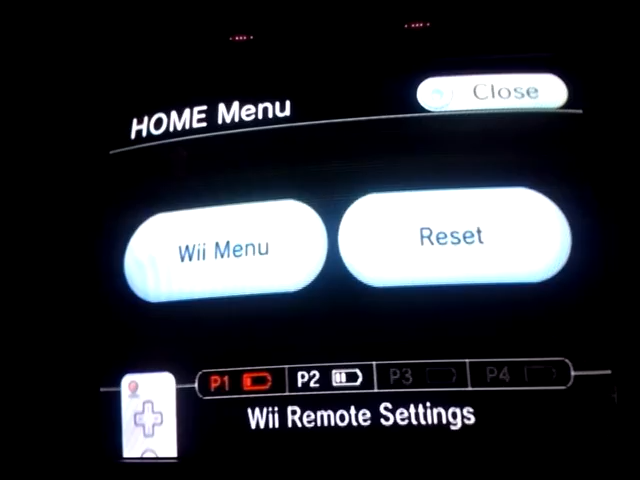 HOME Menu
Close
Wii Menu
Reset
P1 P2 P3 P4
Wii Remote Settings